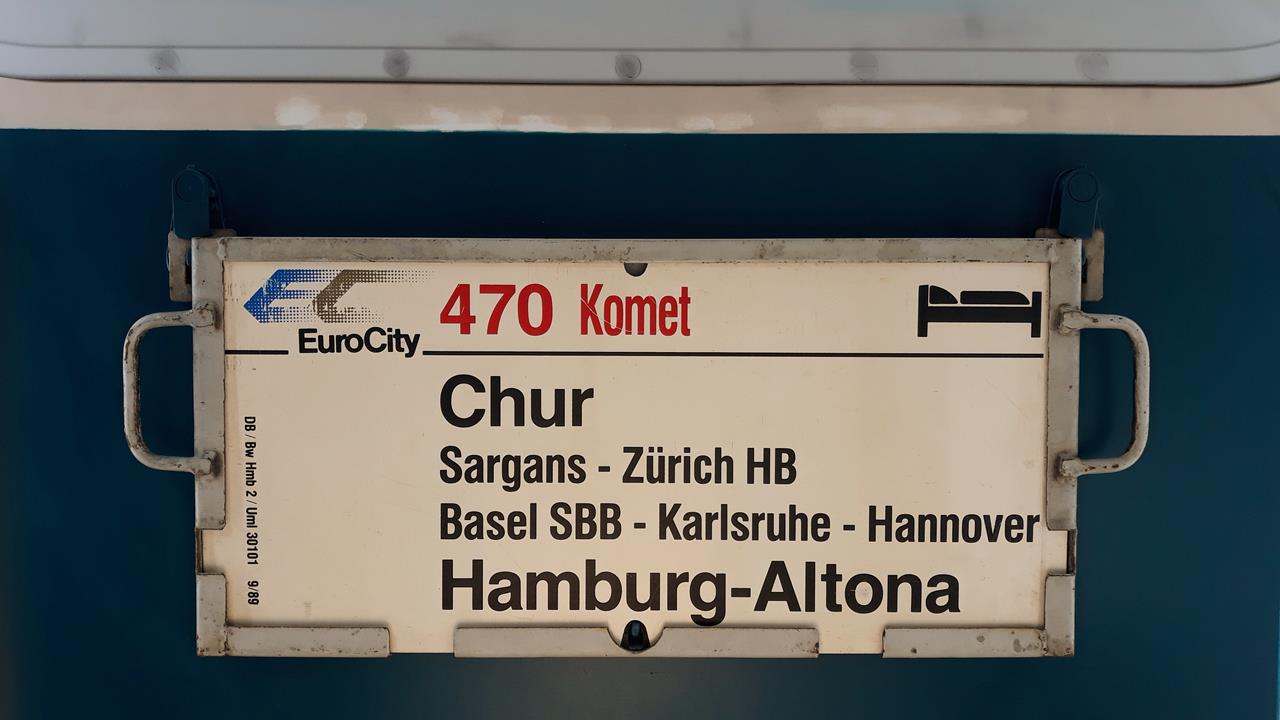 EC
EuroCity
470 Komet
Chur
Sargans - Zürich HB
Basel SBB - Karlsruhe - Hannover
Hamburg-Altona
DB / Bw Hmb 2 / Uml 30101 9/89